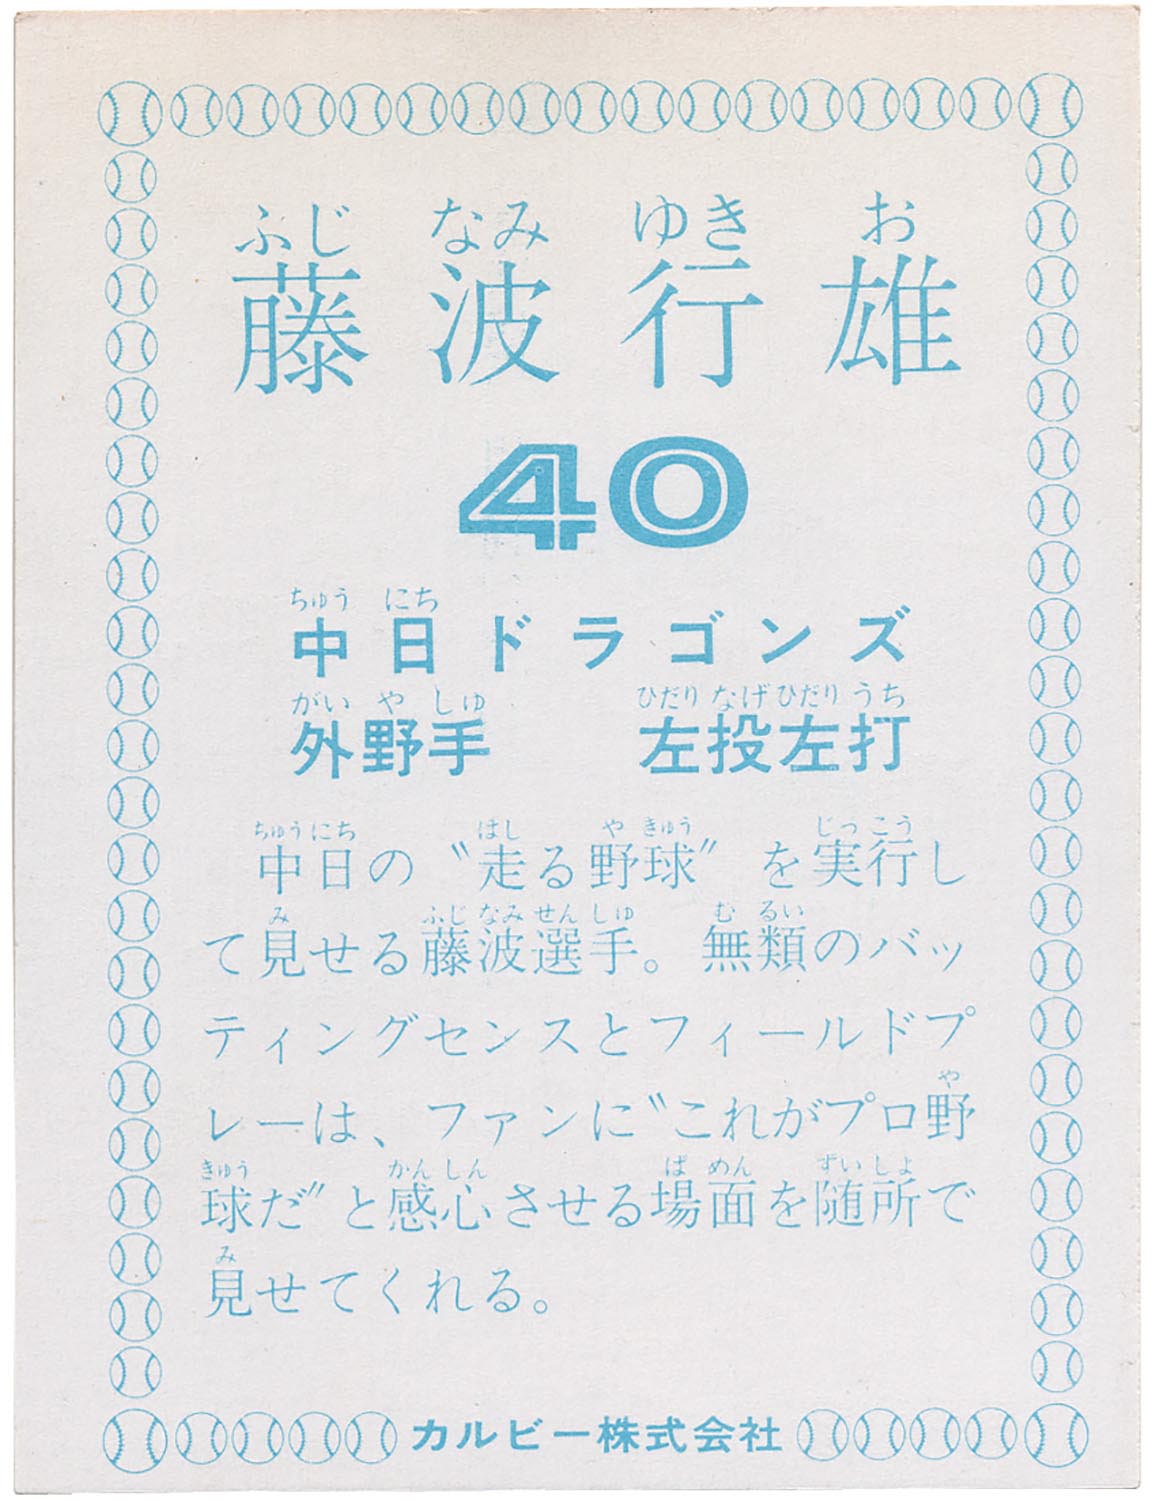 ふじ なみ ゆき お
藤波行雄
40
ちゅう にち
中日ドラゴンズ
がい や しゅ ひだり なげ ひだり うち
外野手 左投左打
ちゅう にち はし や きゅう じっ こう
中日の〝走る野球〟を実行し
み ふじ なみ せん しゅ む るい
て見せる藤波選手。無類のバッ
ティングセンスとフィールドプ
や
レーは、ファンに〝これがプロ野
きゅう かん しん ば めん ずい しょ
球だ〟と感心させる場面を随所で
み
見せてくれる。
カルビー株式会社